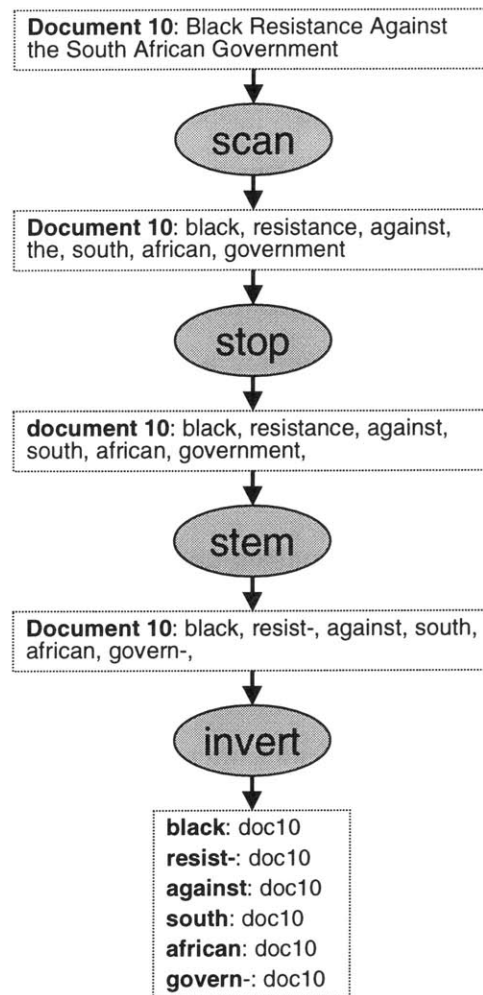 Document 10: Black Resistance Against
the South African Government
scan
Document 10: black, resistance, against,
the, south, african, government
stop
document 10: black, resistance, against,
south, african, government,
stem
Document 10: black, resist-, against, south,
african, govern-,
invert
black: doc10
resist-: doc10
against: doc10
south: doc10
african: doc10
govern-: doc10